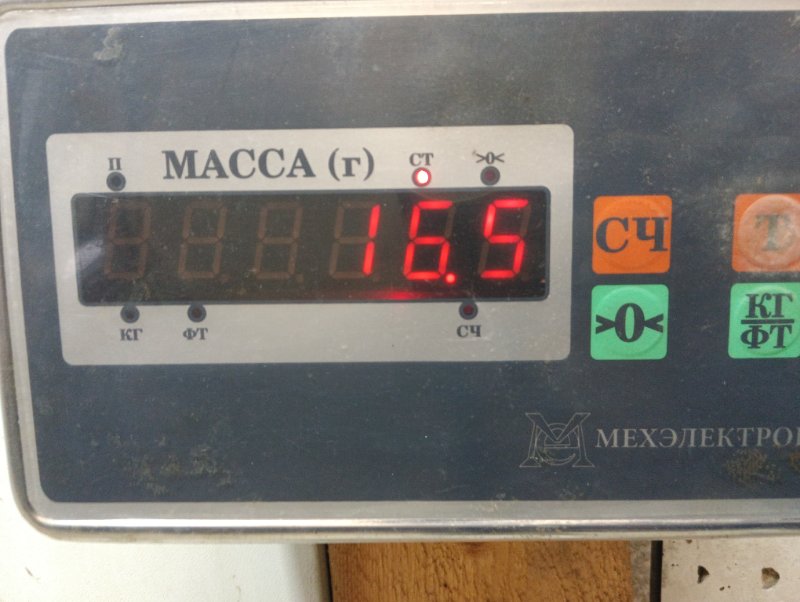 П МАССА (г) СТ >0<
16.5
КГ ФТ СЧ
СЧ Т
>0< КГ
ФТ
МЕХЭЛЕКТРО